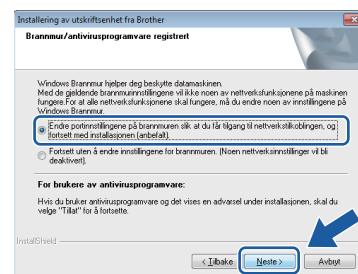 Installering av utskriftsenhet fra Brother
Brannmur/antivirusprogramvare registrert
Windows Brannmur hjelper deg beskytte datamaskinen.
Med de gjeldende brannmurinnstillingene vil ikke noen av nettverksfunksjonene på maskinen
fungere.For at alle nettverksfunksjonene skal fungere, må du endre noen av innstillingene på
Windows Brannmur.
Endre portinnstillingene på brannmuren slik at du får tilgang til nettverkstilkoblingen, og
fortsett med installasjonen (anbefalt).
Fortsett uten å endre innstillingene for brannmuren. (Noen nettverksinnstillinger vil bli
deaktivert).
For brukere av antivirusprogramvare:
Hvis du bruker antivirusprogramvare og det vises en advarsel under installasjonen, skal du
velge "Tillat" for å fortsette.
InstallShield
< Tilbake Neste > Avbryt